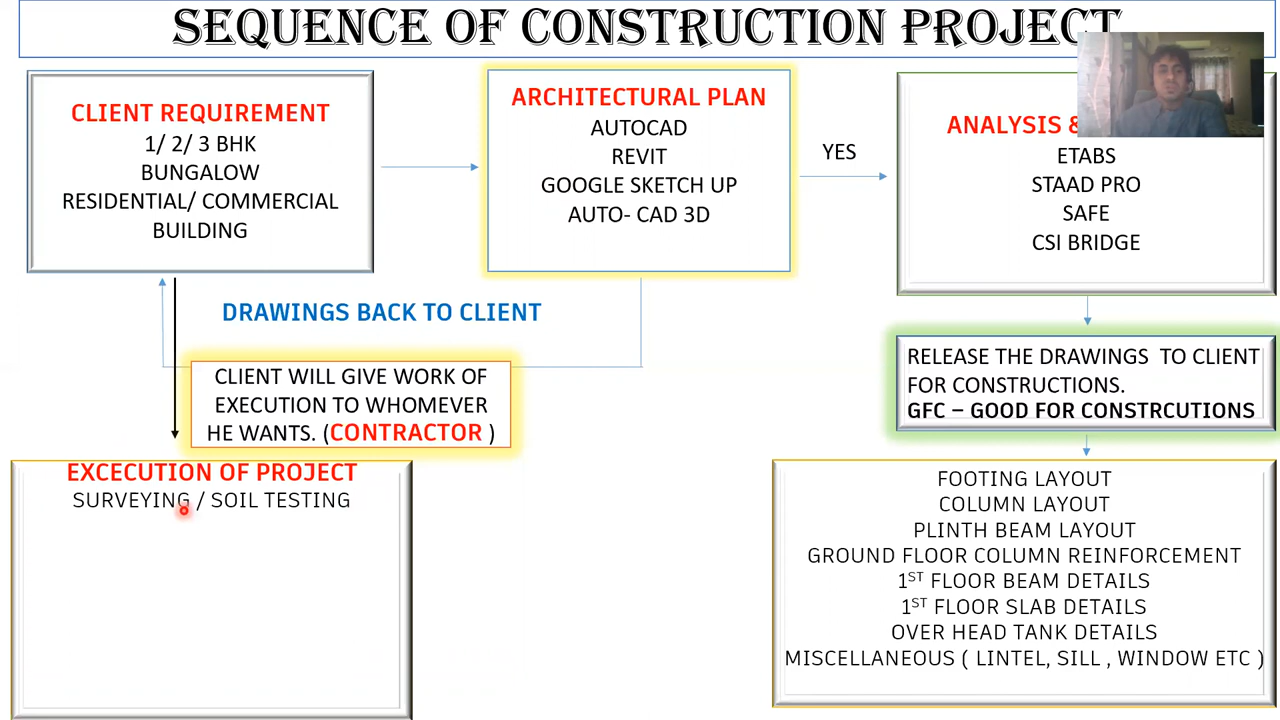 SEQUENCE OF CONSTRUCTION PROJECT
CLIENT REQUIREMENT
1/ 2/ 3 BHK
BUNGALOW
RESIDENTIAL/ COMMERCIAL
BUILDING
ARCHITECTURAL PLAN
AUTOCAD
REVIT
GOOGLE SKETCH UP
AUTO- CAD 3D
YES
ANALYSIS &
ETABS
STAAD PRO
SAFE
CSI BRIDGE
DRAWINGS BACK TO CLIENT
CLIENT WILL GIVE WORK OF
EXECUTION TO WHOMEVER
HE WANTS. (CONTRACTOR )
RELEASE THE DRAWINGS TO CLIENT
FOR CONSTRUCTIONS.
GFC – GOOD FOR CONSTRCUTIONS
EXCECUTION OF PROJECT
SURVEYING / SOIL TESTING
FOOTING LAYOUT
COLUMN LAYOUT
PLINTH BEAM LAYOUT
GROUND FLOOR COLUMN REINFORCEMENT
1ST FLOOR BEAM DETAILS
1ST FLOOR SLAB DETAILS
OVER HEAD TANK DETAILS
MISCELLANEOUS ( LINTEL, SILL , WINDOW ETC )